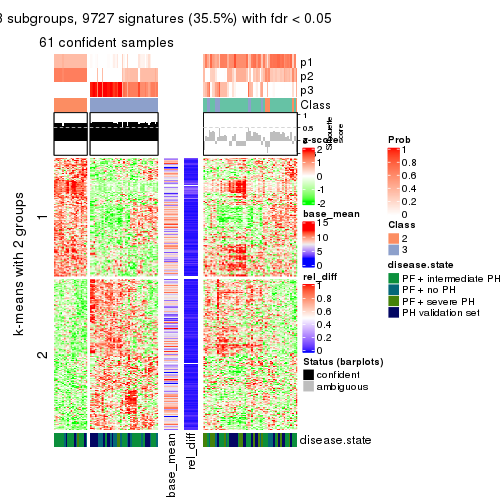 3 subgroups, 9727 signatures (35.5%) with fdr < 0.05
61 confident samples
p1
p2
p3
Class
1
0.5
0
Silhouette
score
z-score
2
1
0
-1
-2
base_mean
15
10
5
0
rel_diff
1
0.8
0.6
0.4
0.2
0
Status (barplots)
confident
ambiguous
Prob
1
0.8
0.6
0.4
0.2
0
Class
2
3
disease.state
PF + intermediate PH
PF + no PH
PF + severe PH
PH validation set
k-means with 2 groups
1
2
disease.state
base_mean
rel_diff